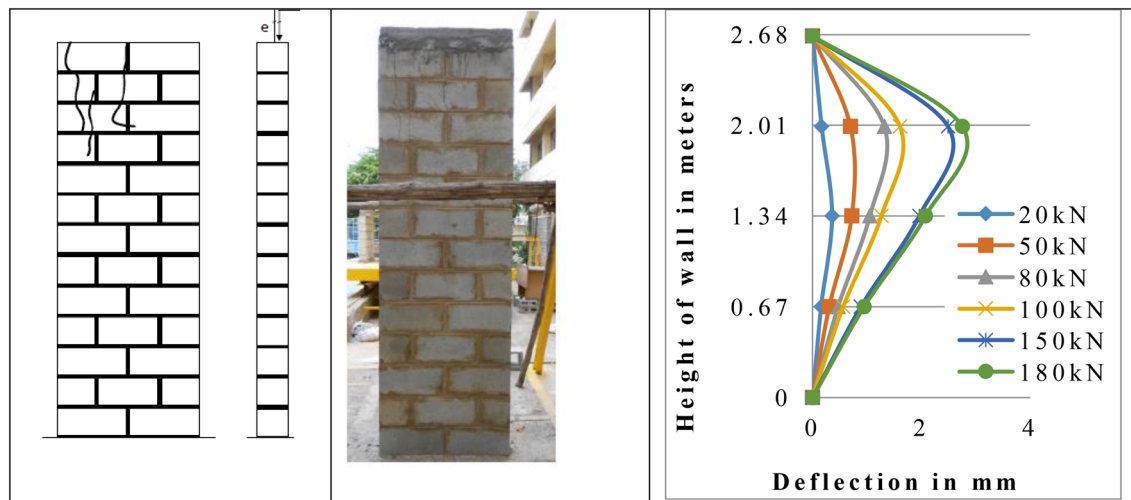 e
Height of wall in meters
2.68
2.01
1.34
0.67
0
0 2 4
Deflection in mm
20kN
50kN
80kN
100kN
150kN
180kN